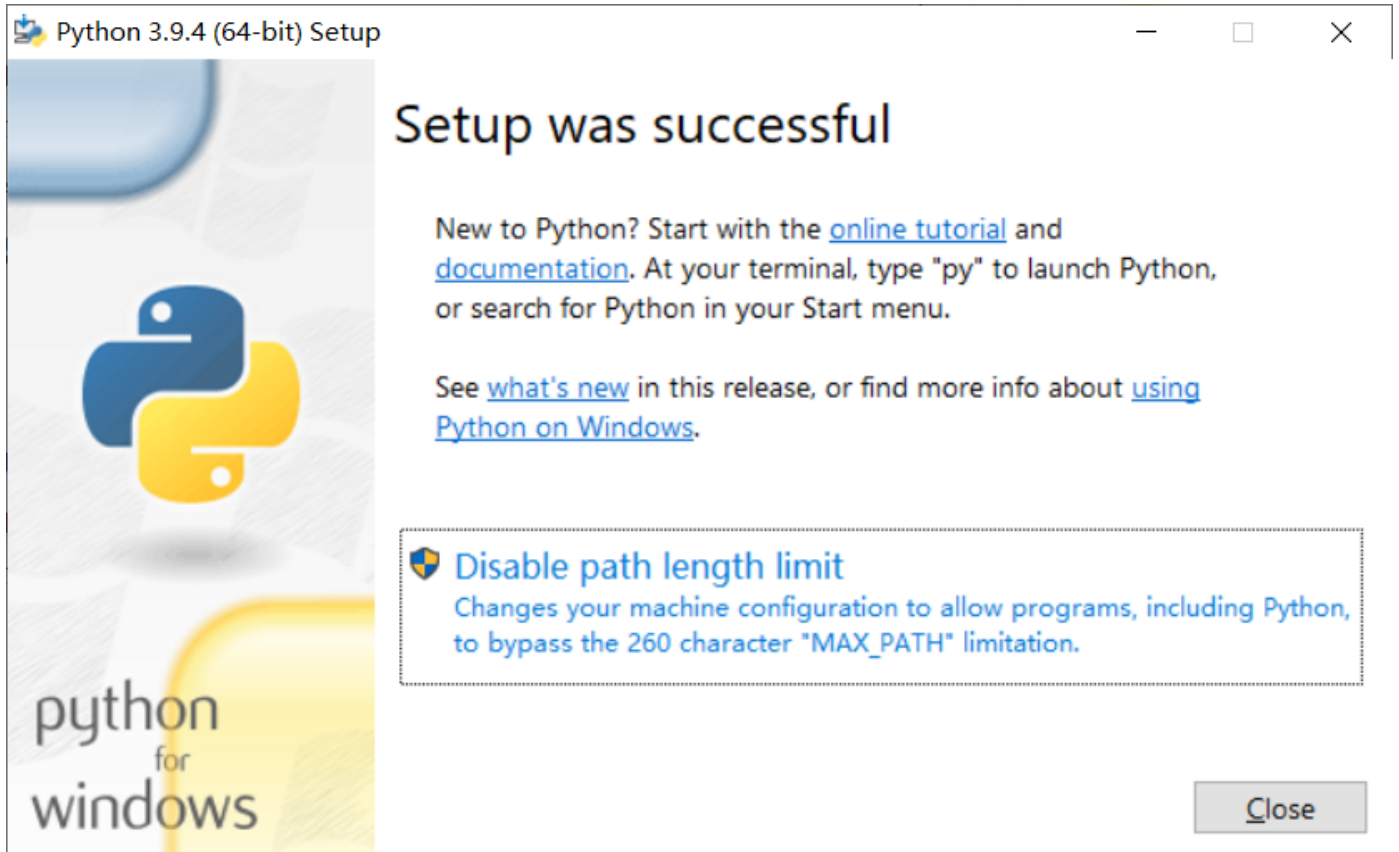 Python 3.9.4 (64-bit) Setup
Setup was successful
New to Python? Start with the online tutorial and
documentation. At your terminal, type "py" to launch Python,
or search for Python in your Start menu.
See what's new in this release, or find more info about using
Python on Windows.
Disable path length limit
Changes your machine configuration to allow programs, including Python,
to bypass the 260 character "MAX_PATH" limitation.
python
for
windows
Close